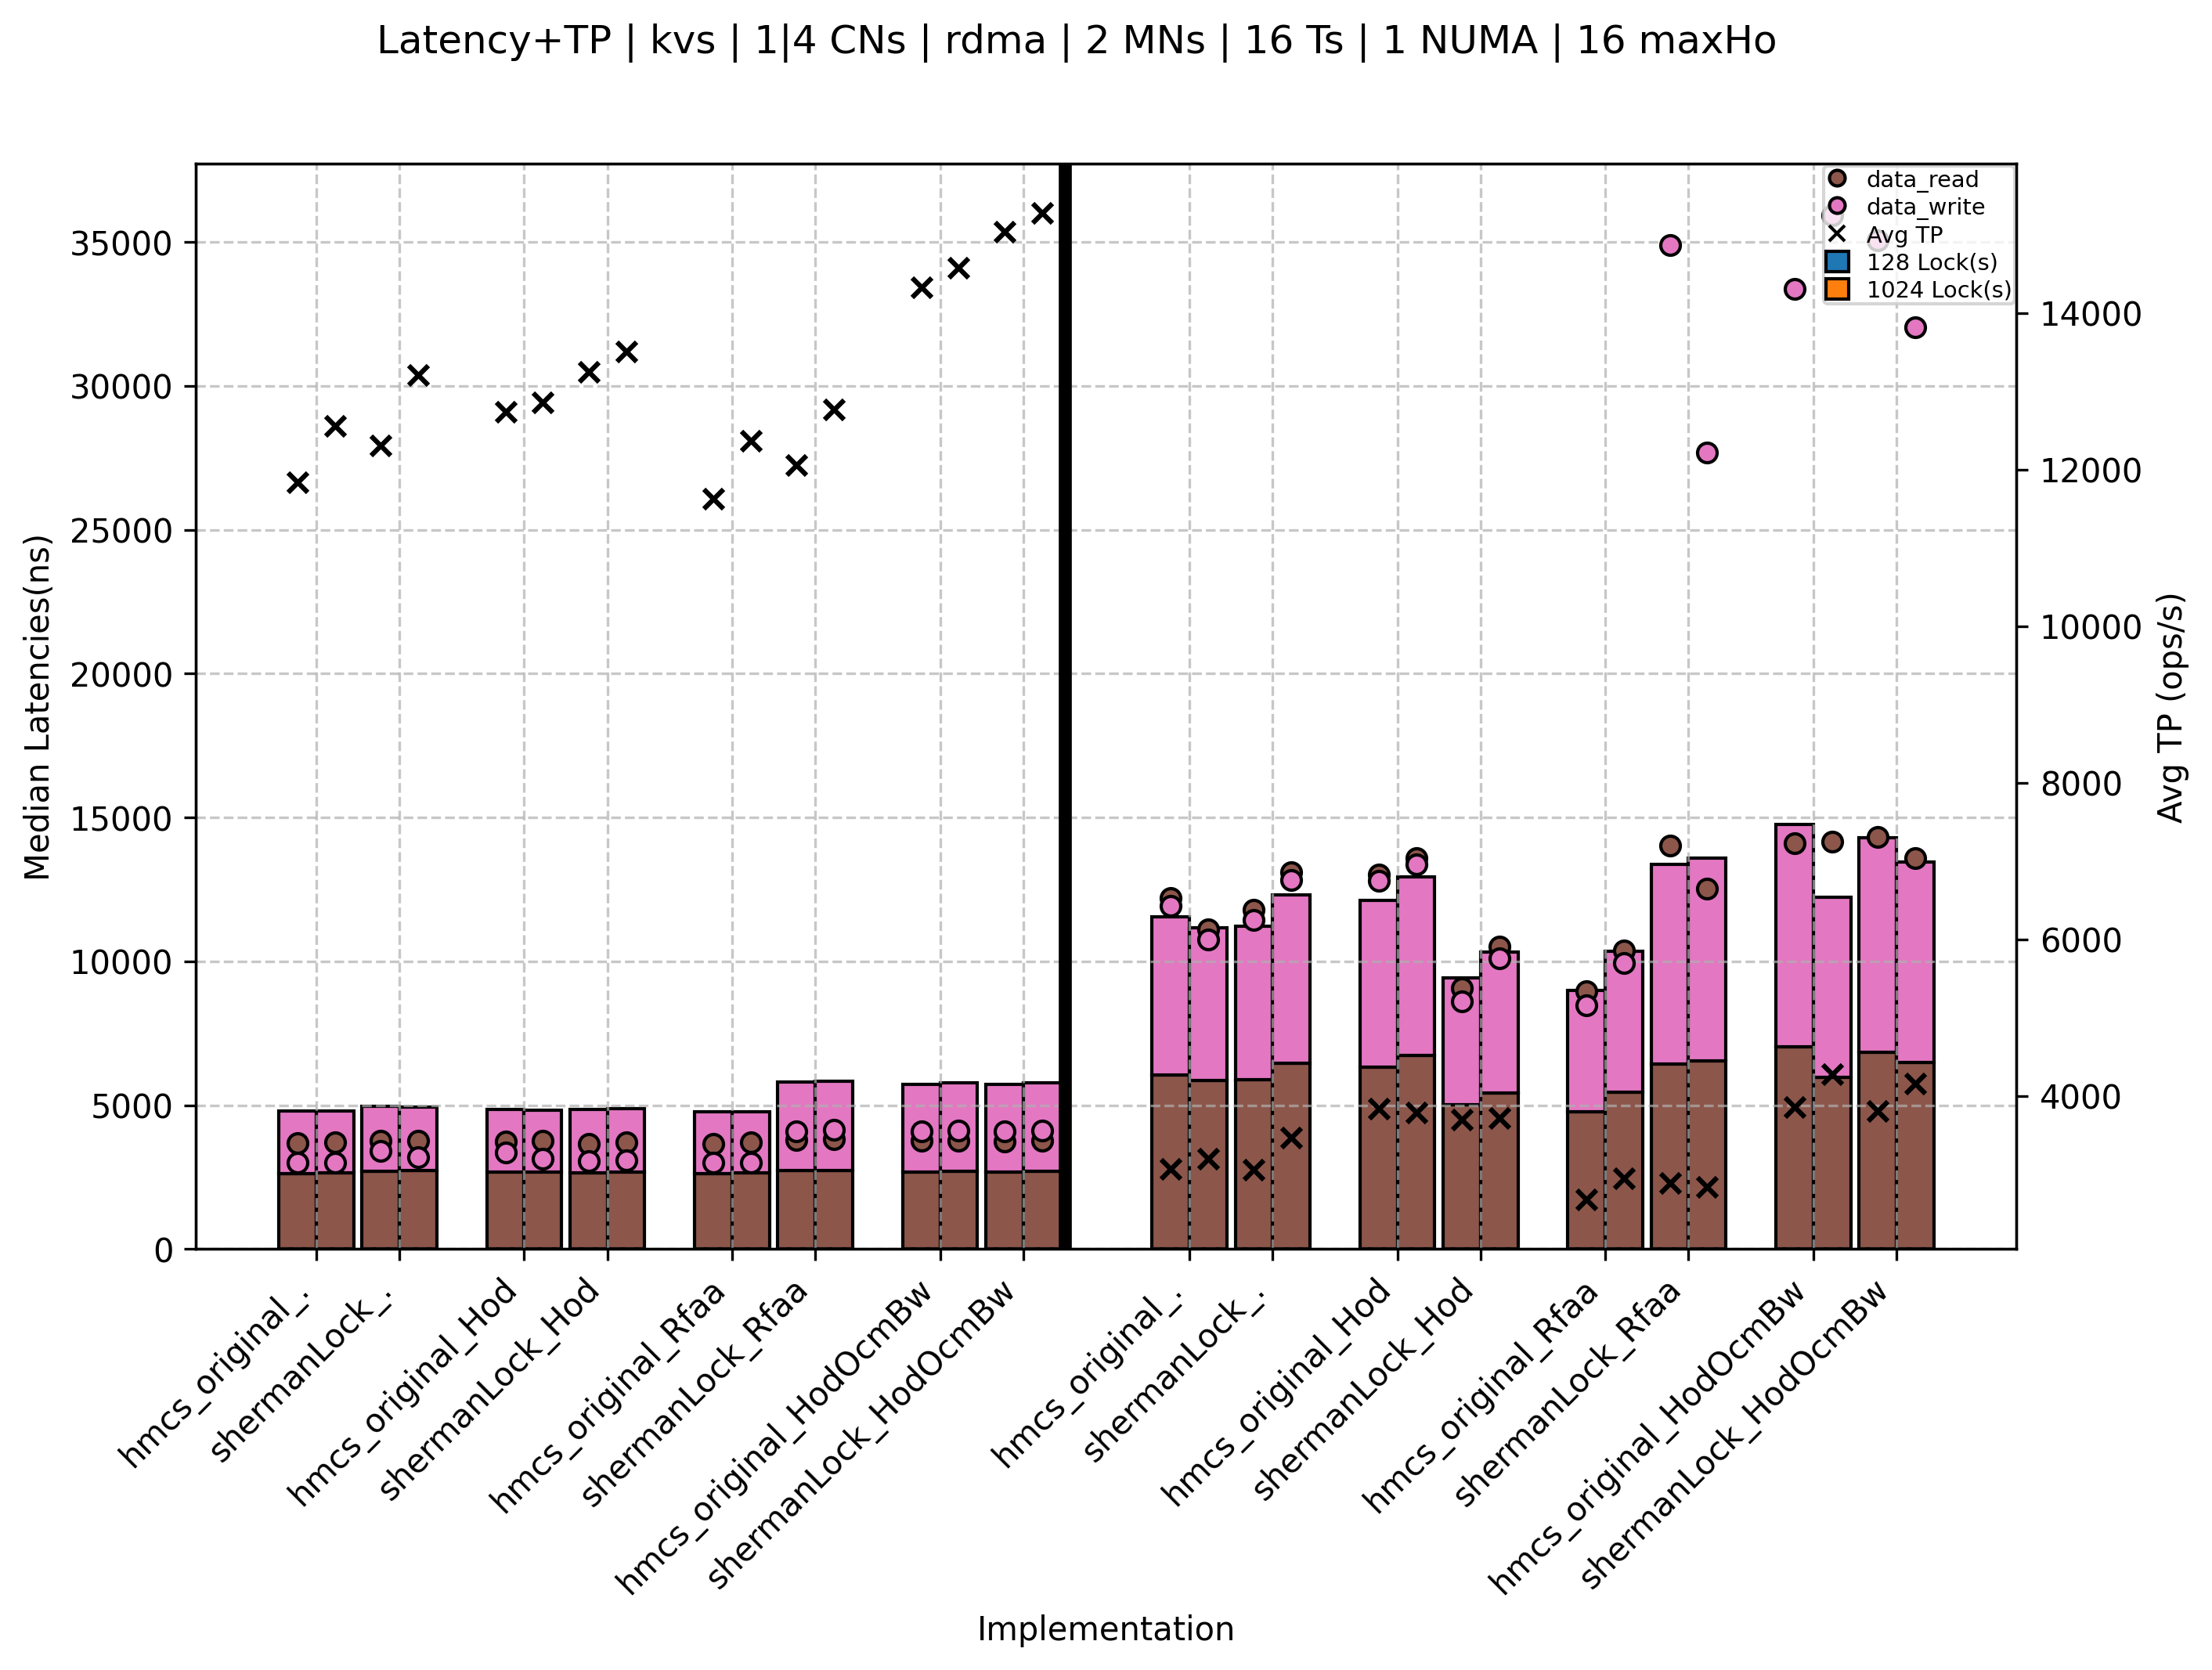 Latency+TP | kvs | 1|4 CNs | rdma | 2 MNs | 16 Ts | 1 NUMA | 16 maxHo
data_read
data_write
Avg TP
128 Lock(s)
1024 Lock(s)
Median Latencies(ns)
35000
30000
25000
20000
15000
10000
5000
0
14000
12000
10000
8000
6000
4000
Avg TP (ops/s)
hmcs_original_.
shermanLock_.
hmcs_original_Hod
shermanLock_Hod
hmcs_original_Rfaa
shermanLock_Rfaa
hmcs_original_HodOcmBw
shermanLock_HodOcmBw
hmcs_original_.
shermanLock_.
hmcs_original_Hod
shermanLock_Hod
hmcs_original_Rfaa
shermanLock_Rfaa
hmcs_original_HodOcmBw
shermanLock_HodOcmBw
Implementation